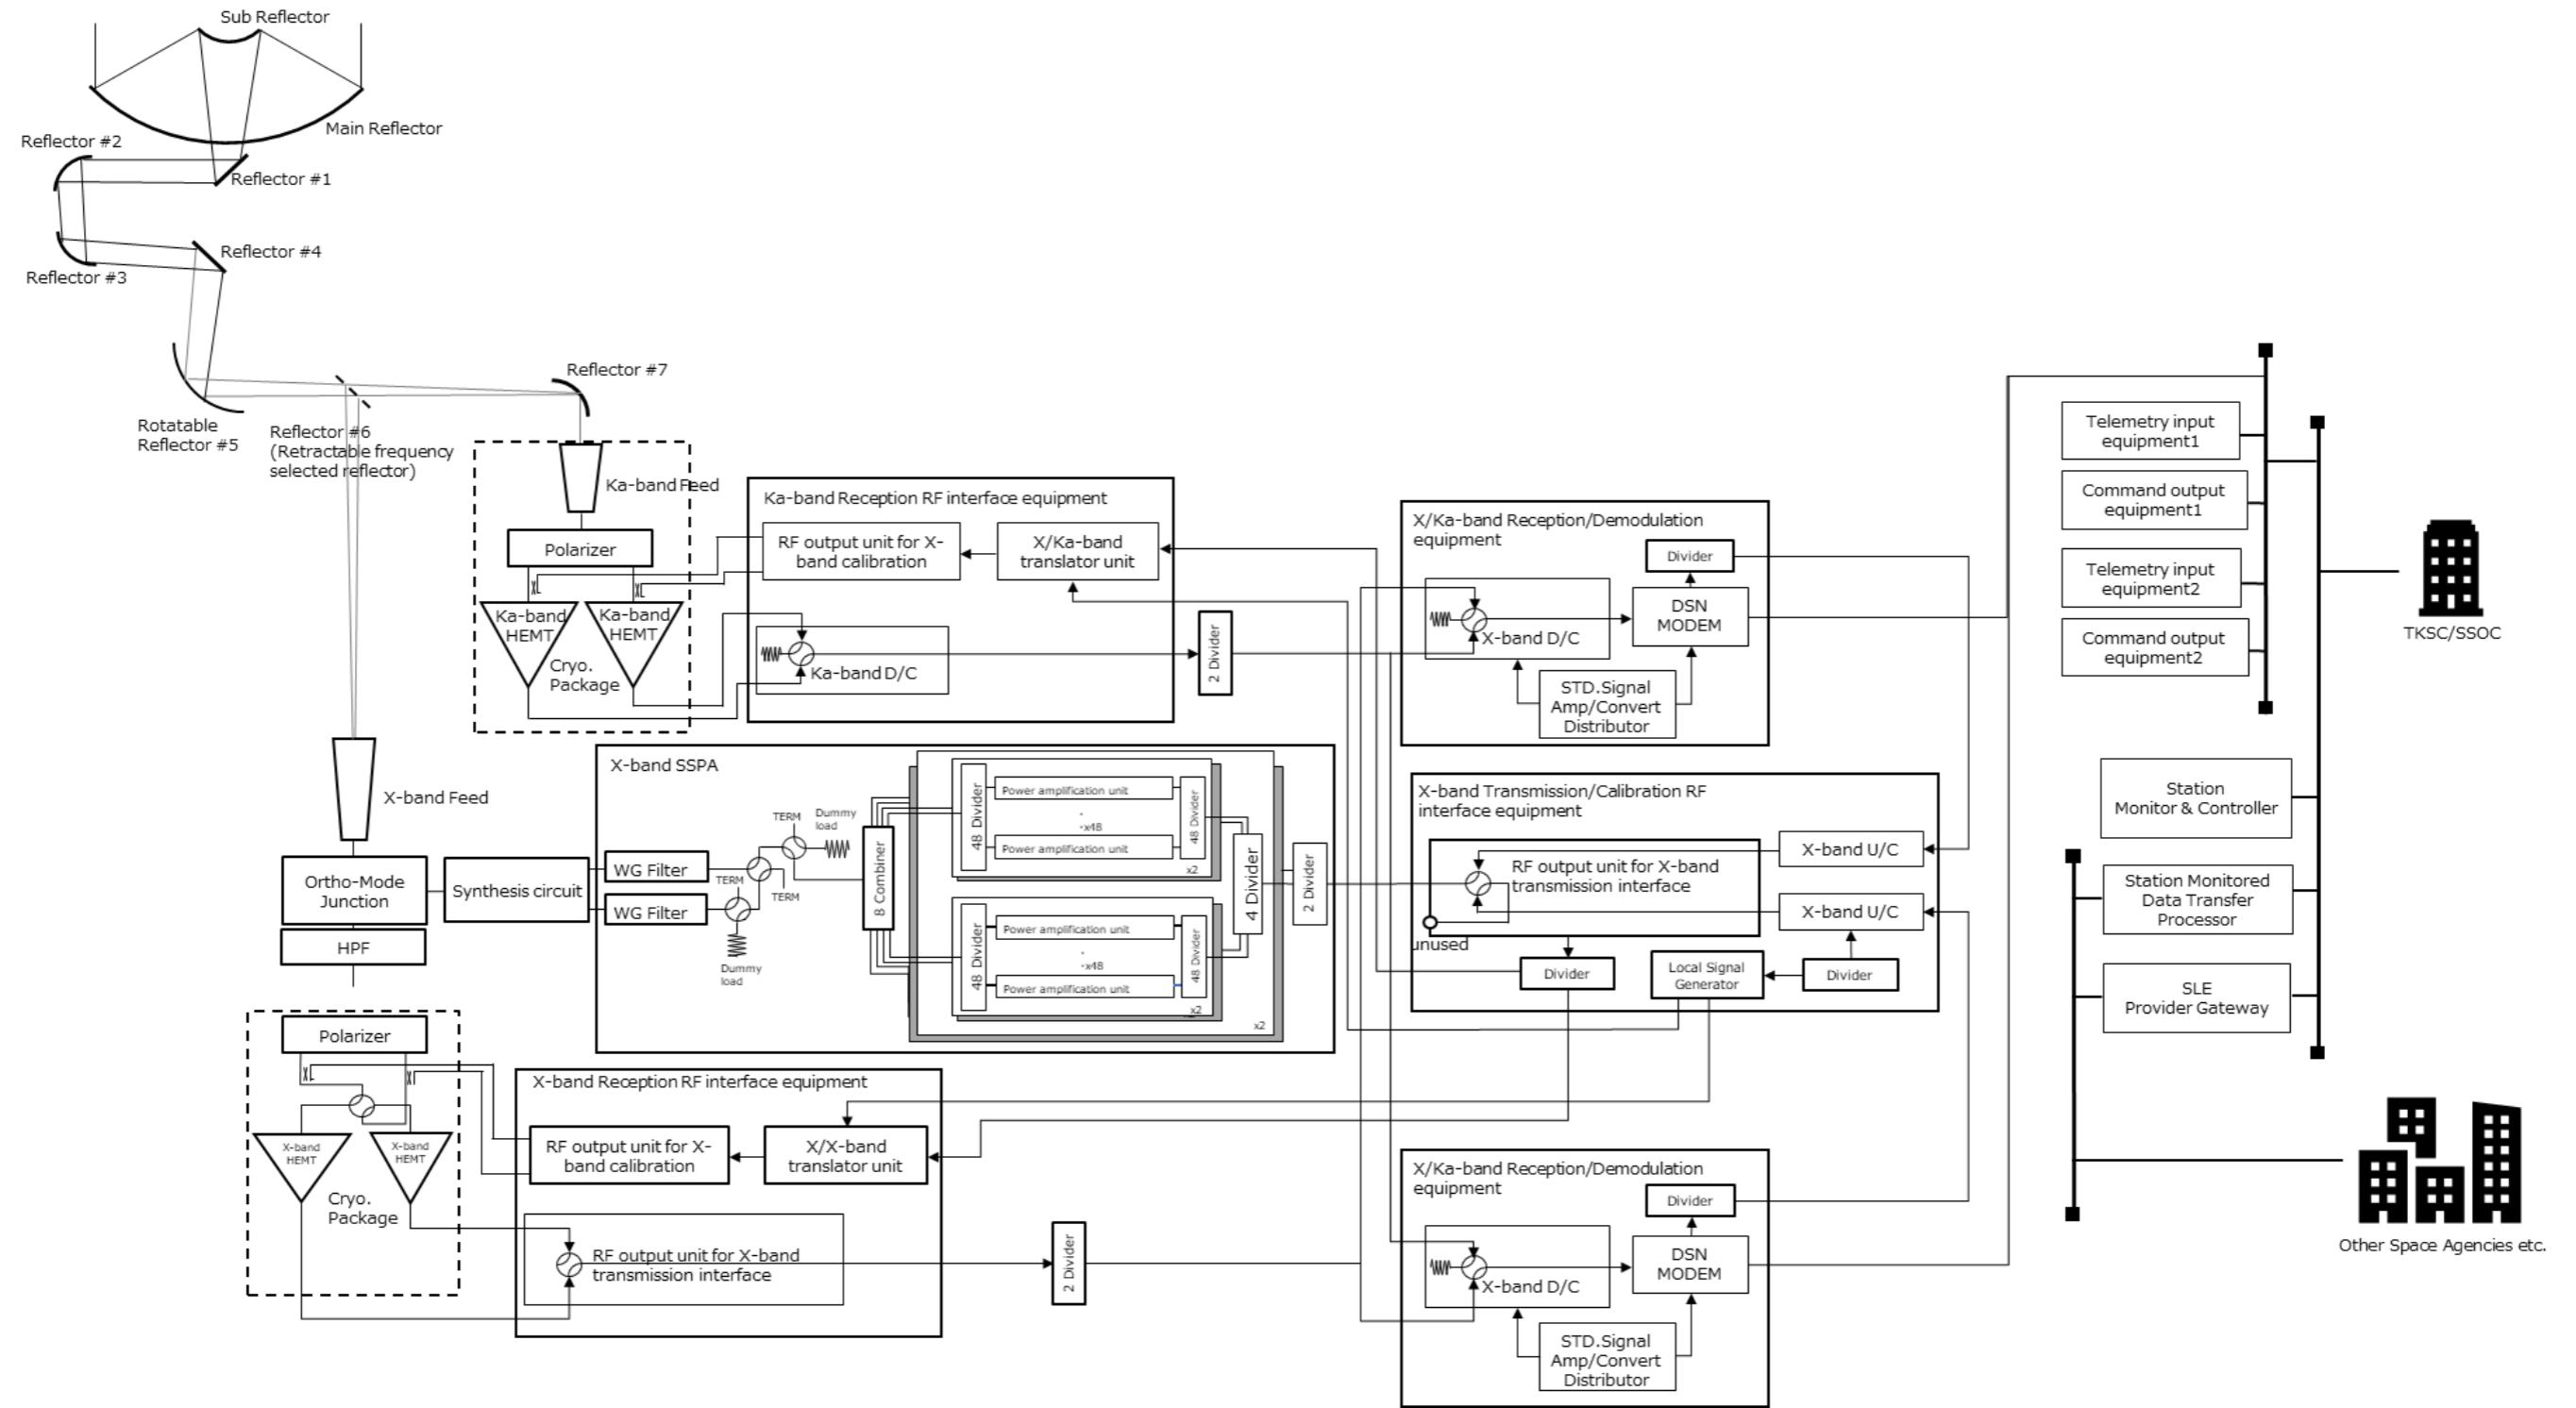 Sub Reflector
Main Reflector
Reflector #2
Reflector #1
Reflector #4
Reflector #3
Reflector #7
Rotatable
Reflector #5
Reflector #6
(Retractable frequency
selected reflector)
Ka-band Feed
Polarizer
Ka-band
HEMT
Ka-band
HEMT
Cryo.
Package
Ka-band Reception RF interface equipment
RF output unit for X-
band calibration
X/Ka-band
translator unit
Ka-band D/C
2 Divider
X/Ka-band Reception/Demodulation
equipment
Divider
DSN
MODEM
X-band D/C
STD.Signal
Amp/Convert
Distributor
Telemetry input
equipment1
Command output
equipment1
Telemetry input
equipment2
Command output
equipment2
TKSC/SSOC
X-band Feed
Ortho-Mode
Junction
HPF
Synthesis circuit
X-band SSPA
WG Filter
WG Filter
TERM
Dummy
load
TERM
TERM
Dummy
load
8 Combiner
48 Divider
Power amplification unit
-
-x48
Power amplification unit
48 Divider
x2
48 Divider
Power amplification unit
-
-x48
Power amplification unit
48 Divider
x2
x2
4 Divider
2 Divider
X-band Transmission/Calibration RF
interface equipment
RF output unit for X-band
transmission interface
unused
X-band U/C
X-band U/C
Divider
Local Signal
Generator
Divider
Station
Monitor & Controller
Station Monitored
Data Transfer
Processor
SLE
Provider Gateway
Other Space Agencies etc.
Polarizer
X-band
HEMT
X-band
HEMT
Cryo.
Package
X-band Reception RF interface equipment
RF output unit for X-
band calibration
X/X-band
translator unit
RF output unit for X-band
transmission interface
2 Divider
X/Ka-band Reception/Demodulation
equipment
Divider
DSN
MODEM
X-band D/C
STD.Signal
Amp/Convert
Distributor